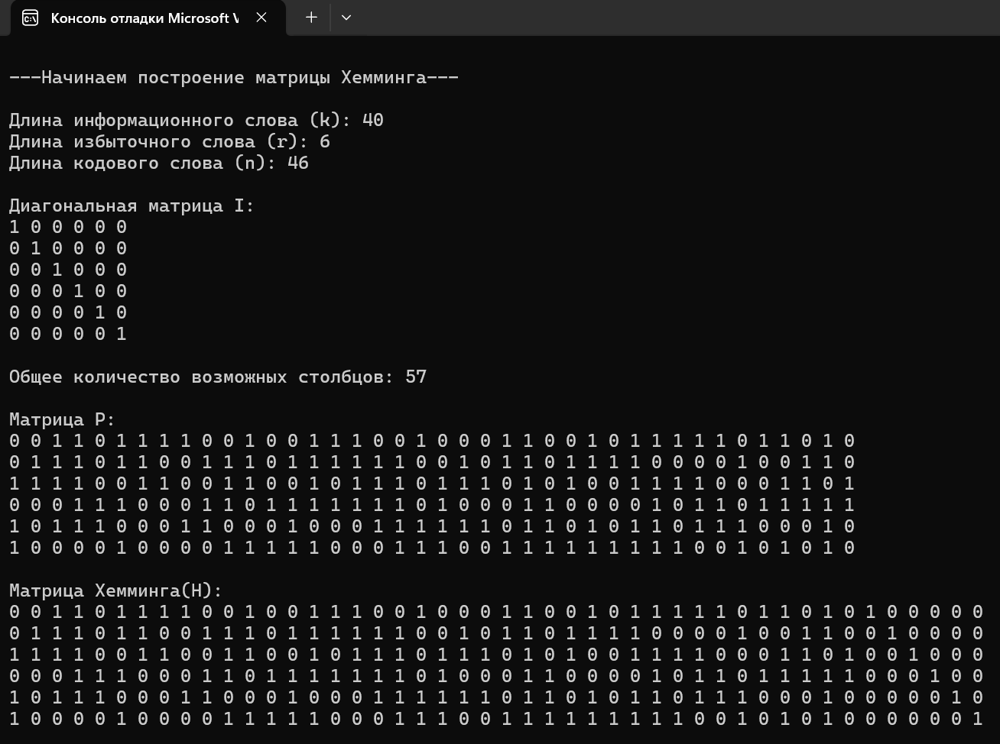 Консоль отладки Microsoft V
---Начинаем построение матрицы Хемминга---
Длина информационного слова (k): 40
Длина избыточного слова (r): 6
Длина кодового слова (n): 46
Диагональная матрица I:
1 0 0 0 0 0
0 1 0 0 0 0
0 0 1 0 0 0
0 0 0 1 0 0
0 0 0 0 1 0
0 0 0 0 0 1
Общее количество возможных столбцов: 57
Матрица P:
0 0 1 1 0 1 1 1 1 0 0 1 0 0 1 1 1 0 0 1 0 0 0 1 1 0 0 1 0 1 1 1 1 1 0 1 1 0 1 0
0 1 1 1 0 1 1 0 0 1 1 1 0 1 1 1 1 1 1 0 0 1 0 1 1 0 1 1 1 1 0 0 0 0 1 0 0 1 1 0
1 1 1 1 0 0 1 1 0 0 1 1 0 0 1 0 1 1 1 0 1 1 1 0 1 0 1 0 0 1 1 1 1 0 0 0 1 1 0 1
0 0 0 1 1 1 0 0 0 1 1 0 1 1 1 1 1 1 1 0 1 0 0 0 1 1 0 0 0 0 1 0 1 1 0 1 1 1 1 1
1 0 1 1 1 0 0 0 1 1 0 0 0 1 0 0 0 1 1 1 1 1 1 0 1 1 0 1 0 1 1 0 1 1 1 0 0 0 1 0
1 0 0 0 0 1 0 0 0 0 1 1 1 1 1 0 0 0 1 1 1 0 0 1 1 1 1 1 1 1 1 1 0 0 1 0 1 0 1 0
Матрица Хемминга(H):
0 0 1 1 0 1 1 1 1 0 0 1 0 0 1 1 1 0 0 1 0 0 0 1 1 0 0 1 0 1 1 1 1 1 0 1 1 0 1 0 1 0 0 0 0 0
0 1 1 1 0 1 1 0 0 1 1 1 0 1 1 1 1 1 1 0 0 1 0 1 1 0 1 1 1 1 0 0 0 0 1 0 0 1 1 0 0 1 0 0 0 0
1 1 1 1 0 0 1 1 0 0 1 1 0 0 1 0 1 1 1 0 1 1 1 0 1 0 1 0 0 1 1 1 1 0 0 0 1 1 0 1 0 0 1 0 0 0
0 0 0 1 1 1 0 0 0 1 1 0 1 1 1 1 1 1 1 0 1 0 0 0 1 1 0 0 0 0 1 0 1 1 0 1 1 1 1 1 0 0 0 1 0 0
1 0 1 1 1 0 0 0 1 1 0 0 0 1 0 0 0 1 1 1 1 1 1 0 1 1 0 1 0 1 1 0 1 1 1 0 0 0 1 0 0 0 0 0 1 0
1 0 0 0 0 1 0 0 0 0 1 1 1 1 1 0 0 0 1 1 1 0 0 1 1 1 1 1 1 1 1 1 0 0 1 0 1 0 1 0 0 0 0 0 0 1